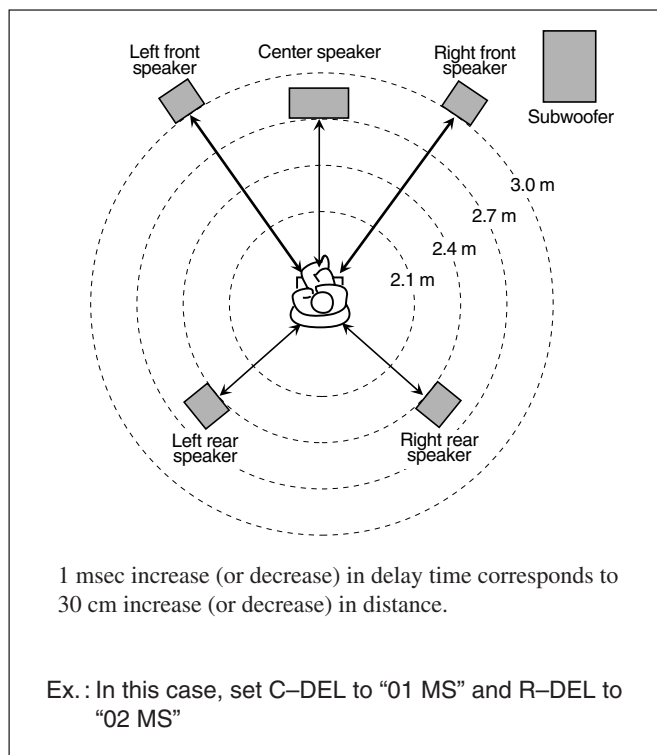 Left front
speaker
Center speaker
Right front
speaker
Subwoofer
3.0 m
2.7 m
2.4 m
2.1 m
Left rear
speaker
Right rear
speaker
1 msec increase (or decrease) in delay time corresponds to
30 cm increase (or decrease) in distance.
Ex. : In this case, set C–DEL to “01 MS” and R–DEL to
“02 MS”